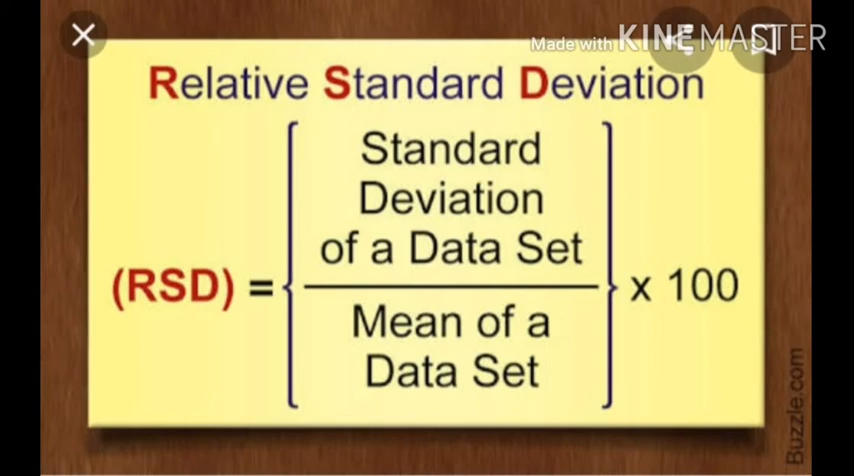 Made with KINEMASTER
Relative Standard Deviation
Standard
Deviation
of a Data Set
(RSD) = x 100
Mean of a
Data Set
Buzzle.com